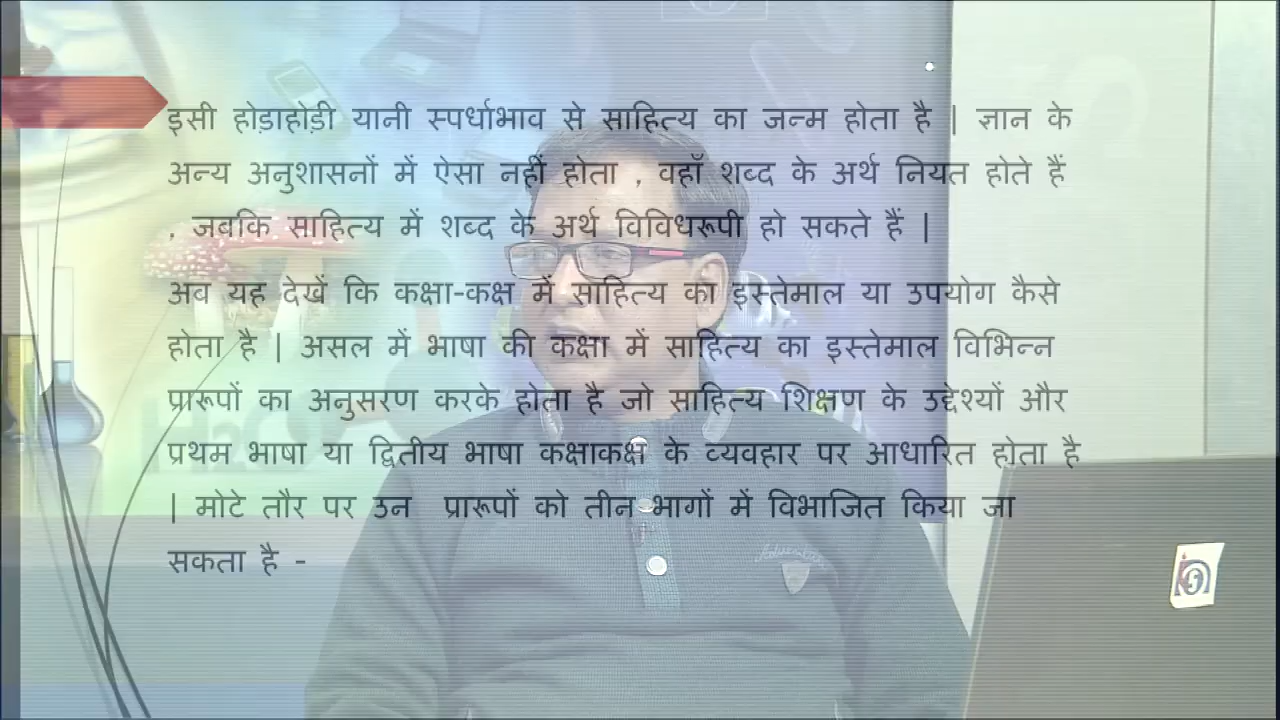 इसी होड़ाहोड़ी यानी स्पर्धाभाव से साहित्य का जन्म होता है | ज्ञान के
अन्य अनुशासनों में ऐसा नहीं होता , वहाँ शब्द के अर्थ नियत होते हैं
, जबकि साहित्य में शब्द के अर्थ विविधरूपी हो सकते हैं |
अब यह देखें कि कक्षा-कक्ष में साहित्य का इस्तेमाल या उपयोग कैसे
होता है | असल में भाषा की कक्षा में साहित्य का इस्तेमाल विभिन्न
प्रारूपों का अनुसरण करके होता है जो साहित्य शिक्षण के उद्देश्यों और
प्रथम भाषा या द्वितीय भाषा कक्षाकक्ष के व्यवहार पर आधारित होता है
| मोटे तौर पर उन प्रारूपों को तीन भागों में विभाजित किया जा
सकता है -